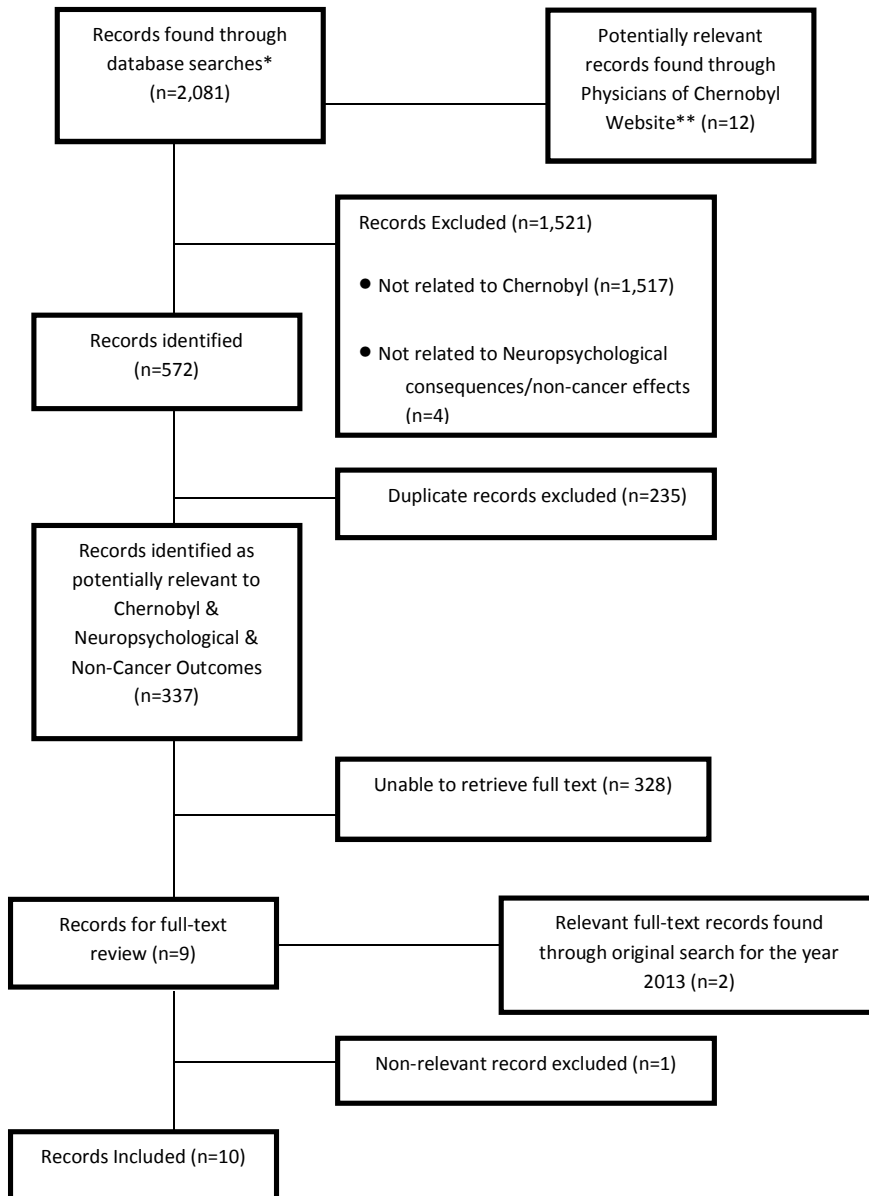 Records found through
database searches*
(n=2,081)
Potentially relevant
records found through
Physicians of Chernobyl
Website** (n=12)
Records Excluded (n=1,521)
● Not related to Chernobyl (n=1,517)
● Not related to Neuropsychological
consequences/non-cancer effects
(n=4)
Records identified
(n=572)
Duplicate records excluded (n=235)
Records identified as
potentially relevant to
Chernobyl &
Neuropsychological &
Non-Cancer Outcomes
(n=337)
Unable to retrieve full text (n= 328)
Records for full-text
review (n=9)
Relevant full-text records found
through original search for the year
2013 (n=2)
Non-relevant record excluded (n=1)
Records Included (n=10)